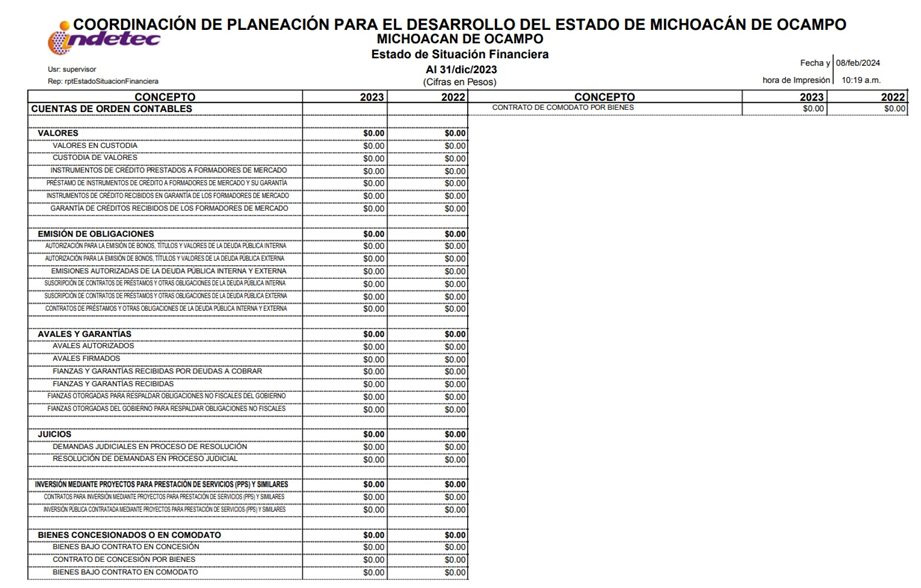 COORDINACIÓN DE PLANEACIÓN PARA EL DESARROLLO DEL ESTADO DE MICHOACÁN DE OCAMPO
indetec
MICHOACAN DE OCAMPO
Estado de Situación Financiera
Usr: supervisor
Al 31/dic/2023
Fecha y 08/feb/2024
Rep: rptEstadoSituacionFinanciera
(Cifras en Pesos)
hora de Impresión 10:19 a.m.
CONCEPTO 2023 2022 CONCEPTO 2023 2022
CUENTAS DE ORDEN CONTABLES CONTRATO DE COMODATO POR BIENES $0.00 $0.00
VALORES $0.00 $0.00
VALORES EN CUSTODIA $0.00 $0.00
CUSTODIA DE VALORES $0.00 $0.00
INSTRUMENTOS DE CRÉDITO PRESTADOS A FORMADORES DE MERCADO $0.00 $0.00
PRÉSTAMO DE INSTRUMENTOS DE CRÉDITO A FORMADORES DE MERCADO Y SU GARANTÍA $0.00 $0.00
INSTRUMENTOS DE CRÉDITO RECIBIDOS EN GARANTÍA DE LOS FORMADORES DE MERCADO $0.00 $0.00
GARANTÍA DE CRÉDITOS RECIBIDOS DE LOS FORMADORES DE MERCADO $0.00 $0.00
EMISIÓN DE OBLIGACIONES $0.00 $0.00
AUTORIZACIÓN PARA LA EMISIÓN DE BONOS, TÍTULOS Y VALORES DE LA DEUDA PÚBLICA INTERNA $0.00 $0.00
AUTORIZACIÓN PARA LA EMISIÓN DE BONOS, TÍTULOS Y VALORES DE LA DEUDA PÚBLICA EXTERNA $0.00 $0.00
EMISIONES AUTORIZADAS DE LA DEUDA PÚBLICA INTERNA Y EXTERNA $0.00 $0.00
SUSCRIPCIÓN DE CONTRATOS DE PRÉSTAMOS Y OTRAS OBLIGACIONES DE LA DEUDA PÚBLICA INTERNA $0.00 $0.00
SUSCRIPCIÓN DE CONTRATOS DE PRÉSTAMOS Y OTRAS OBLIGACIONES DE LA DEUDA PÚBLICA EXTERNA $0.00 $0.00
CONTRATOS DE PRÉSTAMOS Y OTRAS OBLIGACIONES DE LA DEUDA PÚBLICA INTERNA Y EXTERNA $0.00 $0.00
AVALES Y GARANTÍAS $0.00 $0.00
AVALES AUTORIZADOS $0.00 $0.00
AVALES FIRMADOS $0.00 $0.00
FIANZAS Y GARANTÍAS RECIBIDAS POR DEUDAS A COBRAR $0.00 $0.00
FIANZAS Y GARANTÍAS RECIBIDAS $0.00 $0.00
FIANZAS OTORGADAS PARA RESPALDAR OBLIGACIONES NO FISCALES DEL GOBIERNO $0.00 $0.00
FIANZAS OTORGADAS DEL GOBIERNO PARA RESPALDAR OBLIGACIONES NO FISCALES $0.00 $0.00
JUICIOS $0.00 $0.00
DEMANDAS JUDICIALES EN PROCESO DE RESOLUCIÓN $0.00 $0.00
RESOLUCIÓN DE DEMANDAS EN PROCESO JUDICIAL $0.00 $0.00
INVERSIÓN MEDIANTE PROYECTOS PARA PRESTACIÓN DE SERVICIOS (PPS) Y SIMILARES $0.00 $0.00
CONTRATOS PARA INVERSIÓN MEDIANTE PROYECTOS PARA PRESTACIÓN DE SERVICIOS (PPS) Y SIMILARES $0.00 $0.00
INVERSIÓN PÚBLICA CONTRATADA MEDIANTE PROYECTOS PARA PRESTACIÓN DE SERVICIOS (PPS) Y SIMILARES $0.00 $0.00
BIENES CONCESIONADOS O EN COMODATO $0.00 $0.00
BIENES BAJO CONTRATO EN CONCESIÓN $0.00 $0.00
CONTRATO DE CONCESIÓN POR BIENES $0.00 $0.00
BIENES BAJO CONTRATO EN COMODATO $0.00 $0.00